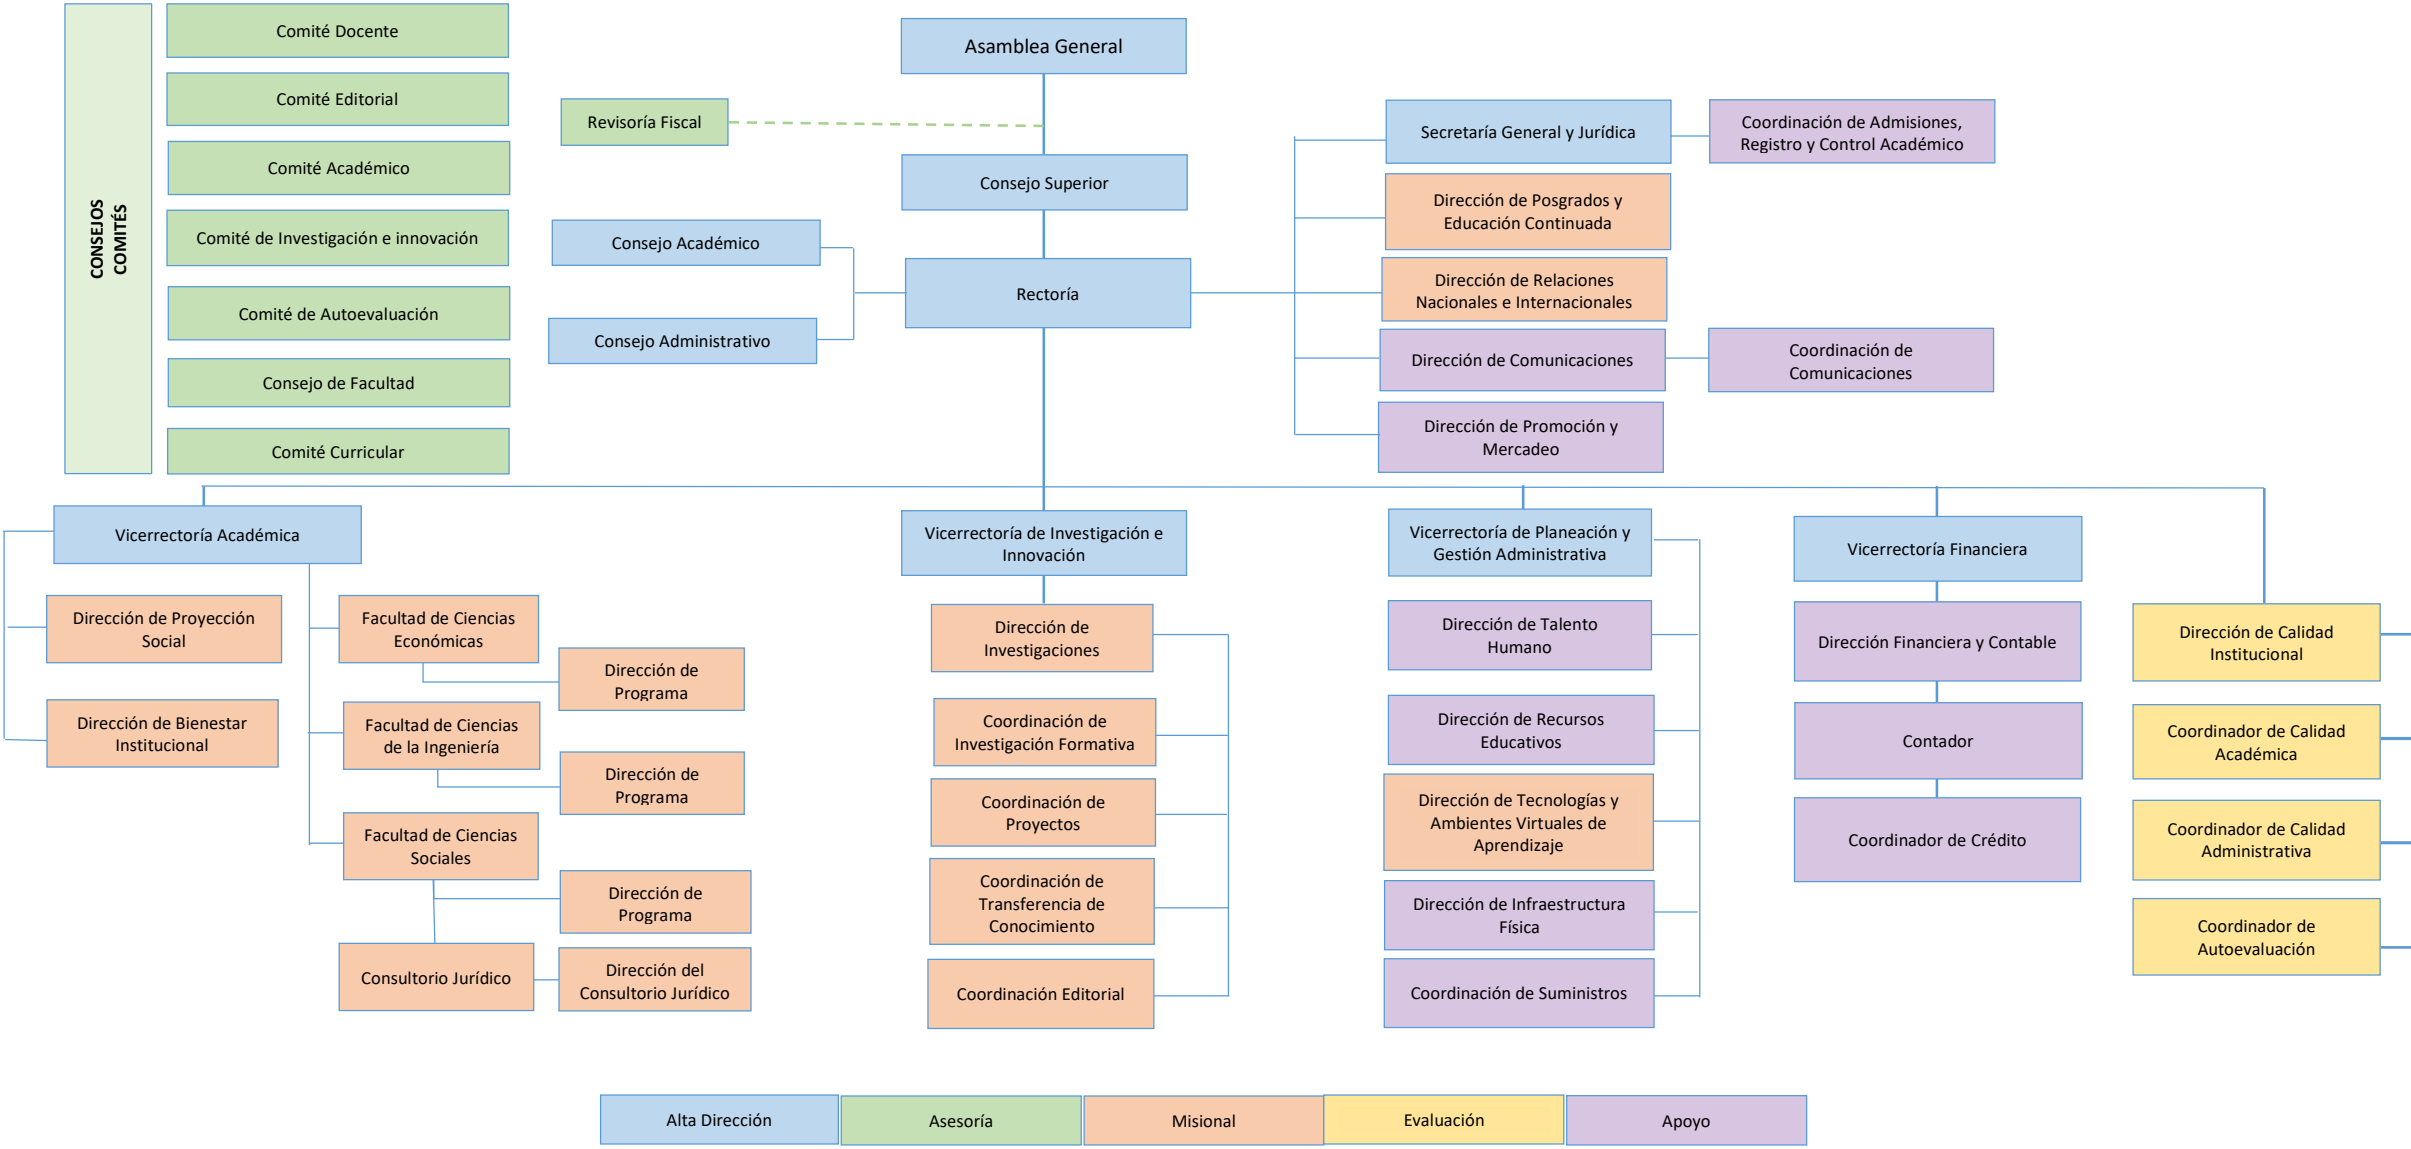 CONSEJOS
COMITÉS
Comité Docente
Comité Editorial
Comité Académico
Comité de Investigación e innovación
Comité de Autoevaluación
Consejo de Facultad
Comité Curricular
Asamblea General
Revisoría Fiscal
Consejo Superior
Consejo Académico
Rectoría
Consejo Administrativo
Secretaría General y Jurídica
Coordinación de Admisiones,
Registro y Control Académico
Dirección de Posgrados y
Educación Continuada
Dirección de Relaciones
Nacionales e Internacionales
Dirección de Comunicaciones
Coordinación de
Comunicaciones
Dirección de Promoción y
Mercadeo
Vicerrectoría Académica
Dirección de Proyección
Social
Dirección de Bienestar
Institucional
Facultad de Ciencias
Económicas
Dirección de
Programa
Facultad de Ciencias
de la Ingeniería
Dirección de
Programa
Facultad de Ciencias
Sociales
Dirección de
Programa
Consultorio Jurídico
Dirección del
Consultorio Jurídico
Vicerrectoría de Investigación e
Innovación
Dirección de
Investigaciones
Coordinación de
Investigación Formativa
Coordinación de
Proyectos
Coordinación de
Transferencia de
Conocimiento
Coordinación Editorial
Vicerrectoría de Planeación y
Gestión Administrativa
Dirección de Talento
Humano
Dirección de Recursos
Educativos
Dirección de Tecnologías y
Ambientes Virtuales de
Aprendizaje
Dirección de Infraestructura
Física
Coordinación de Suministros
Vicerrectoría Financiera
Dirección Financiera y Contable
Contador
Coordinador de Crédito
Dirección de Calidad
Institucional
Coordinador de Calidad
Académica
Coordinador de Calidad
Administrativa
Coordinador de
Autoevaluación
Alta Dirección
Asesoría
Misional
Evaluación
Apoyo